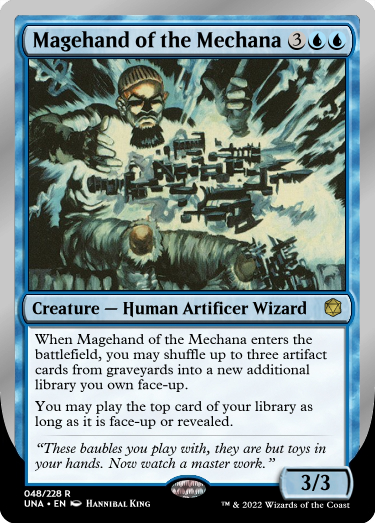 Magehand of the Mechana 3UU
Creature — Human Artificer Wizard
When Magehand of the Mechana enters the
battlefield, you may shuffle up to three artifact
cards from graveyards into a new additional
library you own face-up.
You may play the top card of your library as
long as it is face-up or revealed.
“These baubles you play with, they are but toys in
your hands. Now watch a master work.”
3/3
048/228 R
UNA • EN HANNIBAL KING
™ & 2022 Wizards of the Coast